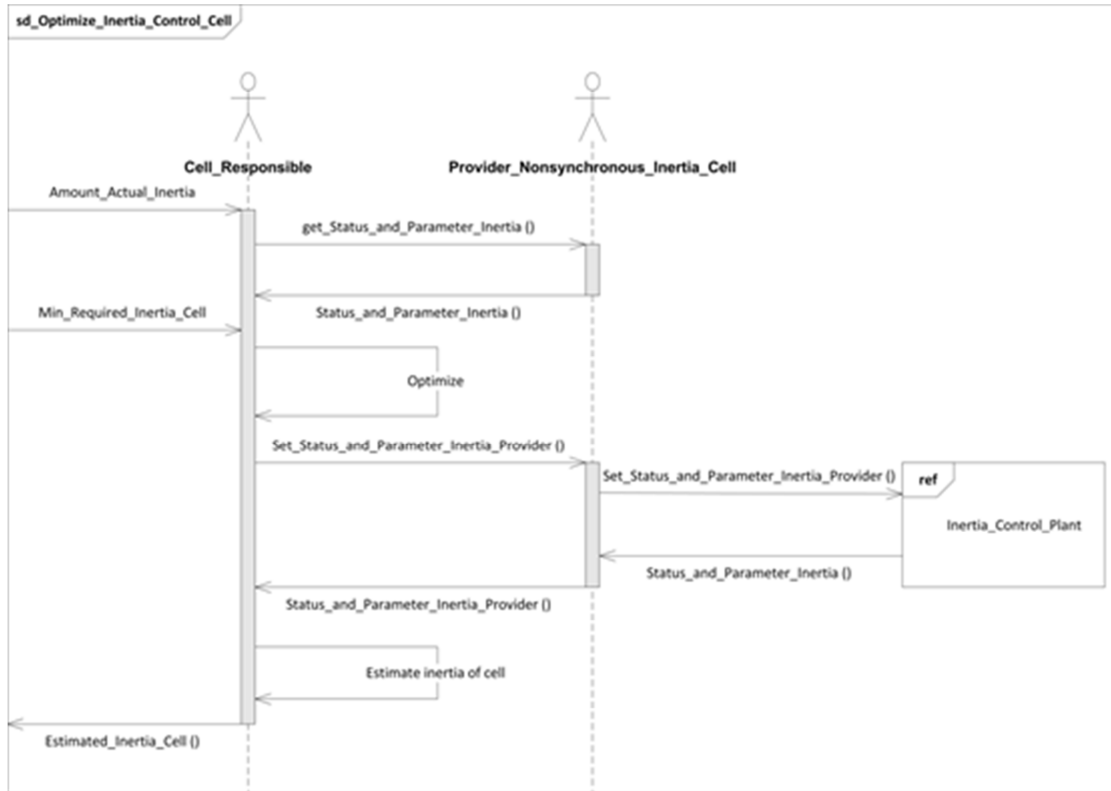 sd_Optimize_Inertia_Control_Cell
Cell_Responsible
Provider_Nonsynchronous_Inertia_Cell
Amount_Actual_Inertia
get_Status_and_Parameter_Inertia ()
Min_Required_Inertia_Cell
Status_and_Parameter_Inertia ()
Optimize
Set_Status_and_Parameter_Inertia_Provider ()
Set_Status_and_Parameter_Inertia_Provider ()
ref
Inertia_Control_Plant
Status_and_Parameter_Inertia ()
Status_and_Parameter_Inertia_Provider ()
Estimate inertia of cell
Estimated_Inertia_Cell ()